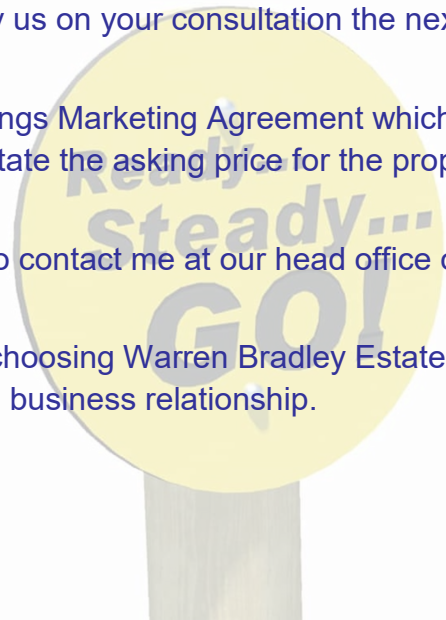 us on your consultation the nex
ngs Marketing Agreement which
tate the asking price for the prop
Ready...
Steady...
GO!
o contact me at our head office
choosing Warren Bradley Estate
business relationship.